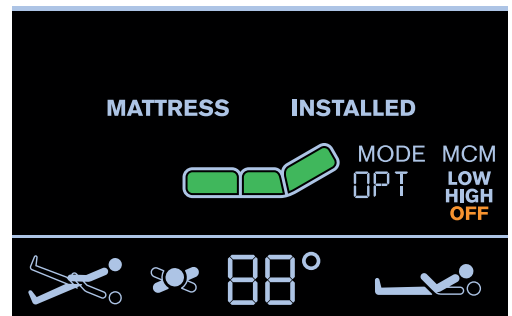 MATTRESS INSTALLED
MODE MCM
OPT LOW
HIGH
OFF
88°